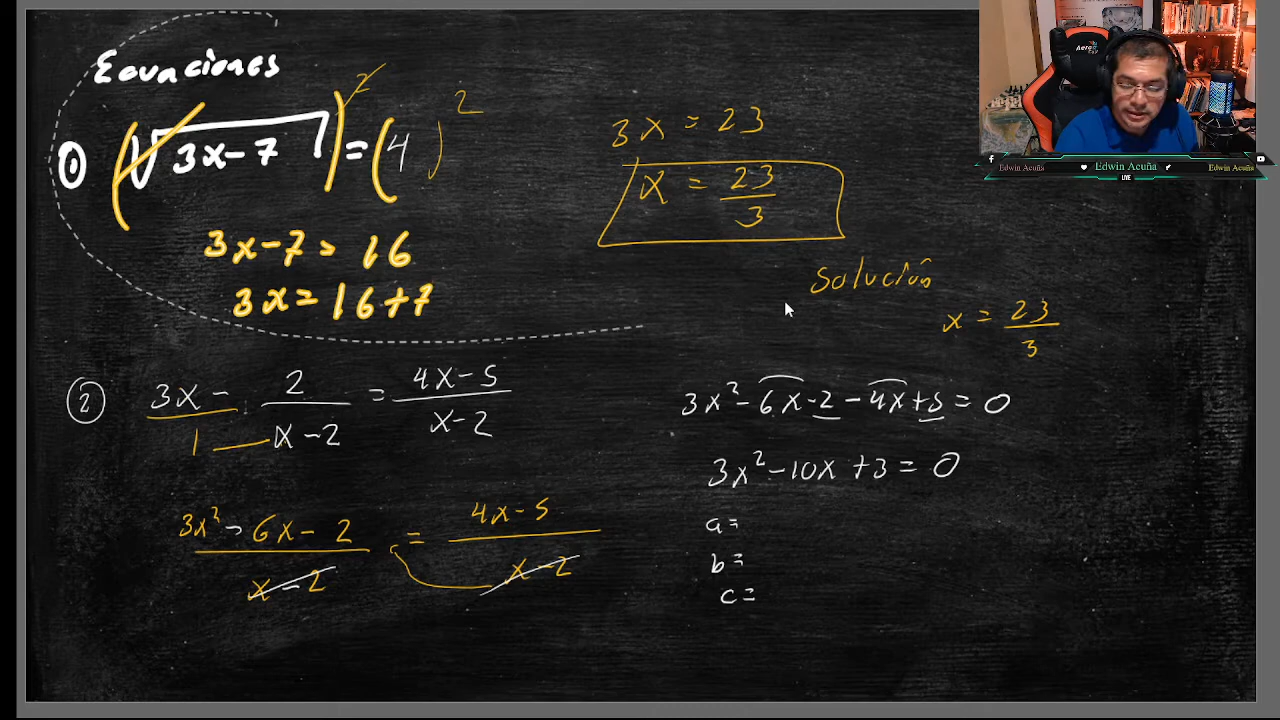 Ecuaciones
① (√3x-7)² = (4)²
3x-7 = 16
3x = 16+7
3x = 23
x = 23/3
Solución
x = 23/3
② 3x/1 - 2/x-2 = 4x-5/x-2
3x² - 6x - 2/x-2 = 4x-5/x-2
3x² - 6x - 2 - 4x + 5 = 0
3x² - 10x + 3 = 0
a=
b=
c=
Edwin Acuña
Edwin Acuña
Edwin Acuña
LIVE